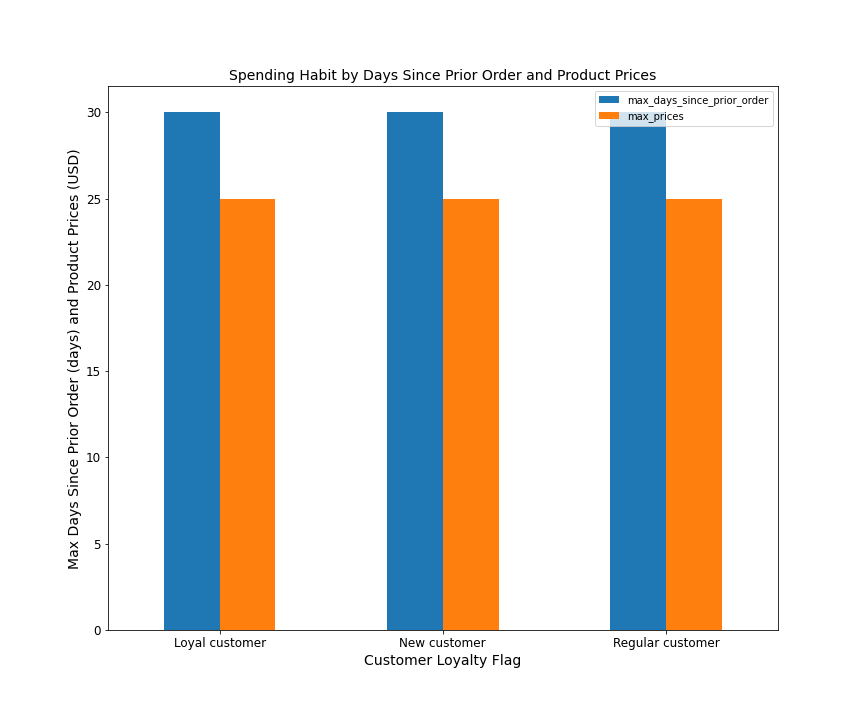 Spending Habit by Days Since Prior Order and Product Prices
max_days_since_prior_order
max_prices
Max Days Since Prior Order (days) and Product Prices (USD)
30
25
20
15
10
5
0
Loyal customer
New customer
Regular customer
Customer Loyalty Flag